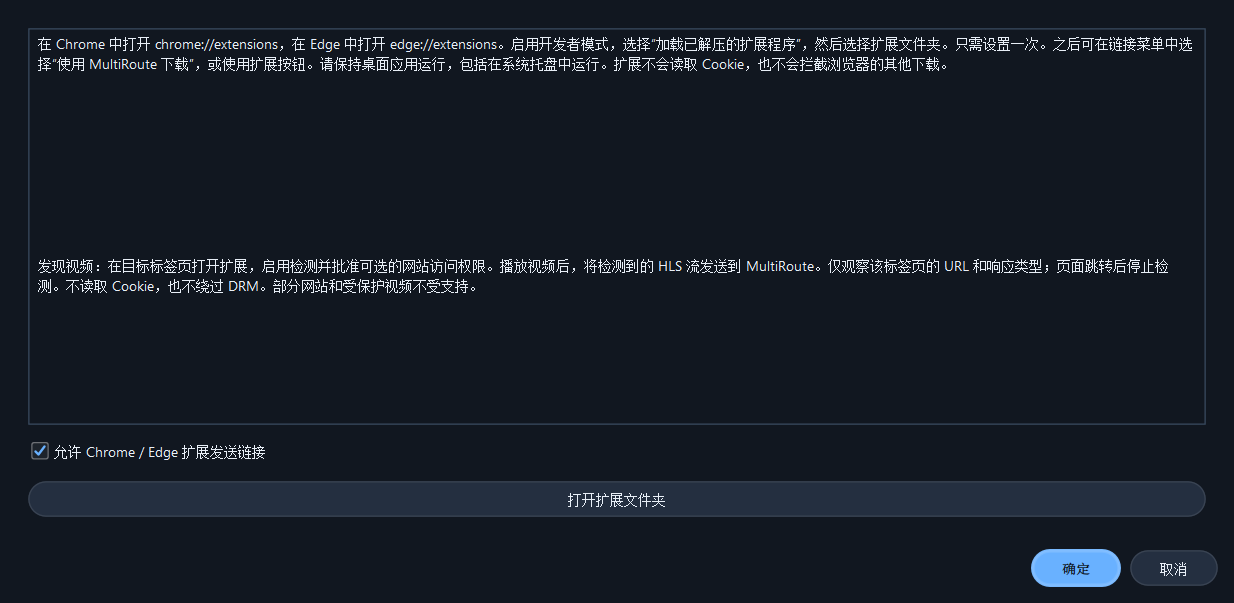 在 Chrome 中打开 chrome://extensions，在 Edge 中打开 edge://extensions。启用开发者模式，选择“加载已解压的扩展程序”，然后选择扩展文件夹。只需设置一次。之后可在链接菜单中选
择“使用 MultiRoute 下载”，或使用扩展按钮。请保持桌面应用运行，包括在系统托盘中运行。扩展不会读取 Cookie，也不会拦截浏览器的其他下载。
发现视频：在目标标签页打开扩展，启用检测并批准可选的网站访问权限。播放视频后，将检测到的 HLS 流发送到 MultiRoute。仅观察该标签页的 URL 和响应类型；页面跳转后停止检
测。不读取 Cookie，也不绕过 DRM。部分网站和受保护视频不受支持。
允许 Chrome / Edge 扩展发送链接
打开扩展文件夹
确定
取消